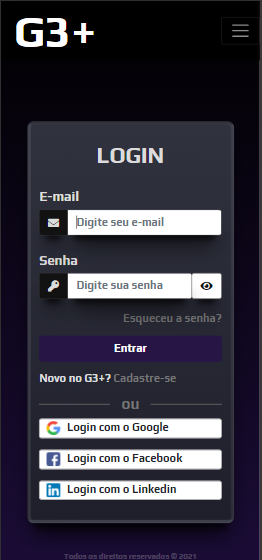 G3+
LOGIN
E-mail
Digite seu e-mail
Senha
Digite sua senha
Esqueceu a senha?
Entrar
Novo no G3+? Cadastre-se
ou
Login com o Google
Login com o Facebook
Login com o Linkedin
Todos os direitos reservados © 2021